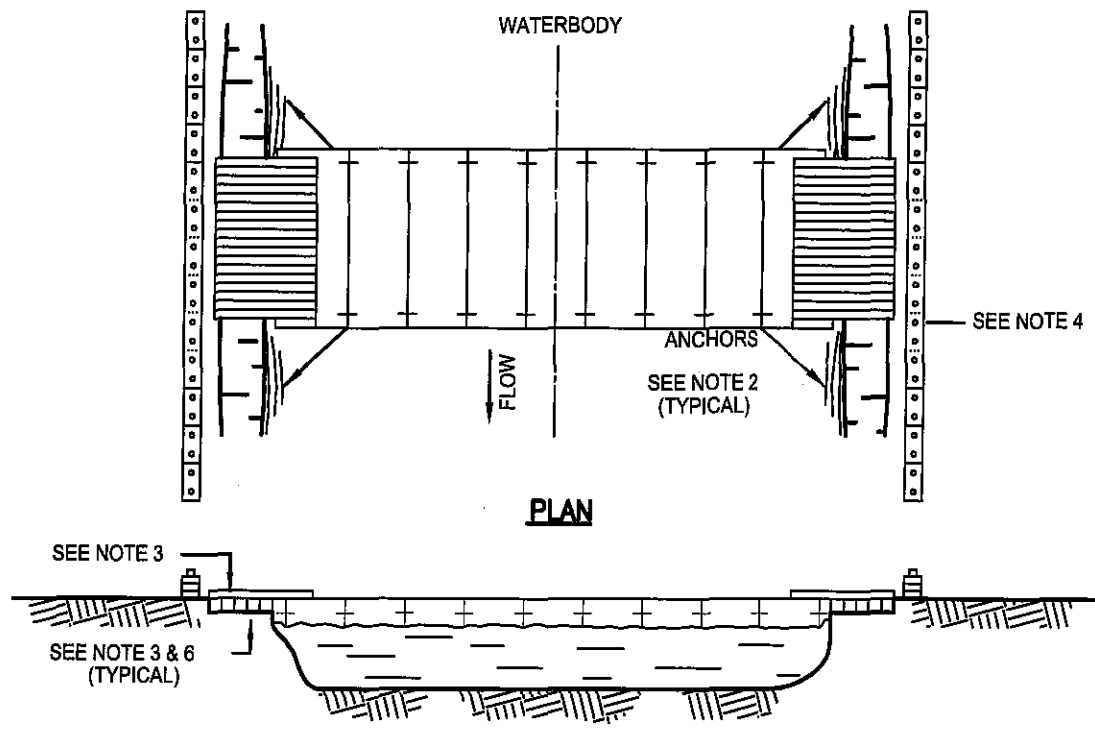 WATERBODY
SEE NOTE 4
ANCHORS
SEE NOTE 2
(TYPICAL)
FLOW
PLAN
SEE NOTE 3
SEE NOTE 3 & 6
(TYPICAL)